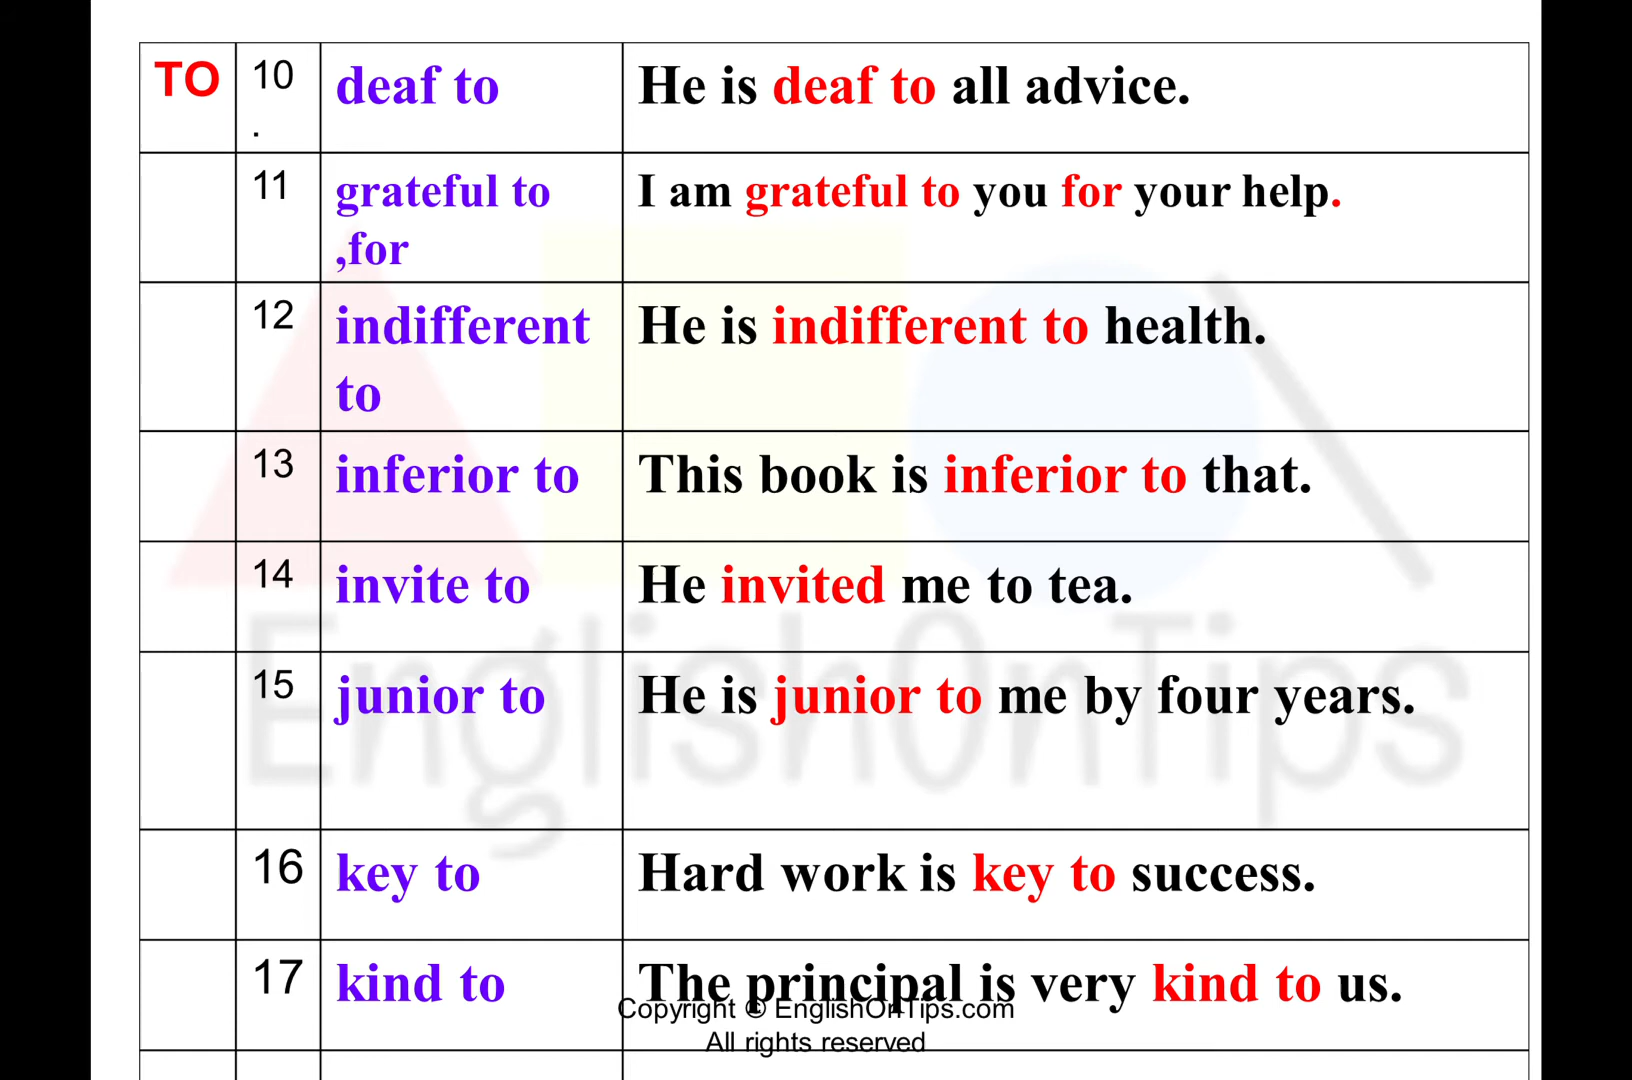 TO 10 deaf to He is deaf to all advice.
.
11 grateful to I am grateful to you for your help.
,for
12 indifferent He is indifferent to health.
to
13 inferior to This book is inferior to that.
14 invite to He invited me to tea.
15 junior to He is junior to me by four years.
16 key to Hard work is key to success.
17 kind to The principal is very kind to us.
Copyright © EnglishOnTips.com
All rights reserved
EnglishOnTips